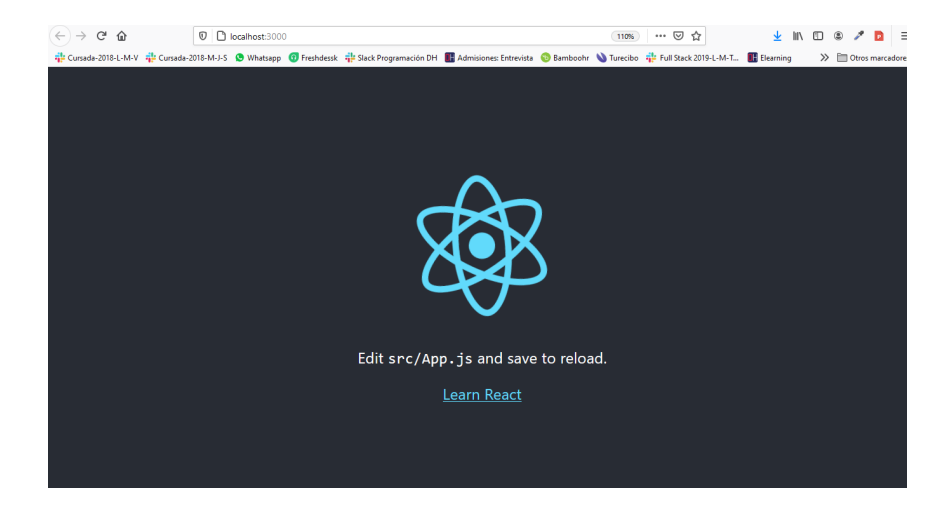 localhost:3000
110%
Cursada-2018-L-M-V Cursada-2018-M-J-S Whatsapp Freshdessk Slack Programación DH Admisiones: Entrevista Bamboohr Turecibo Full Stack 2019-L-M-T... Elearning Otros marcadore
Edit src/App.js and save to reload.
Learn React